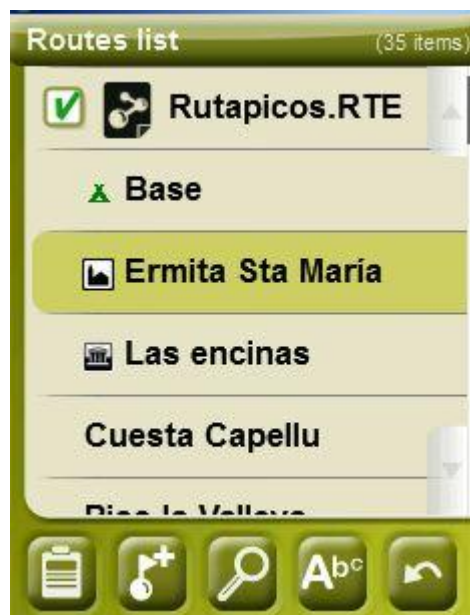 Routes list (35 items)
Rutapicos.RTE
Base
Ermita Sta María
Las encinas
Cuesta Capellu
Abc